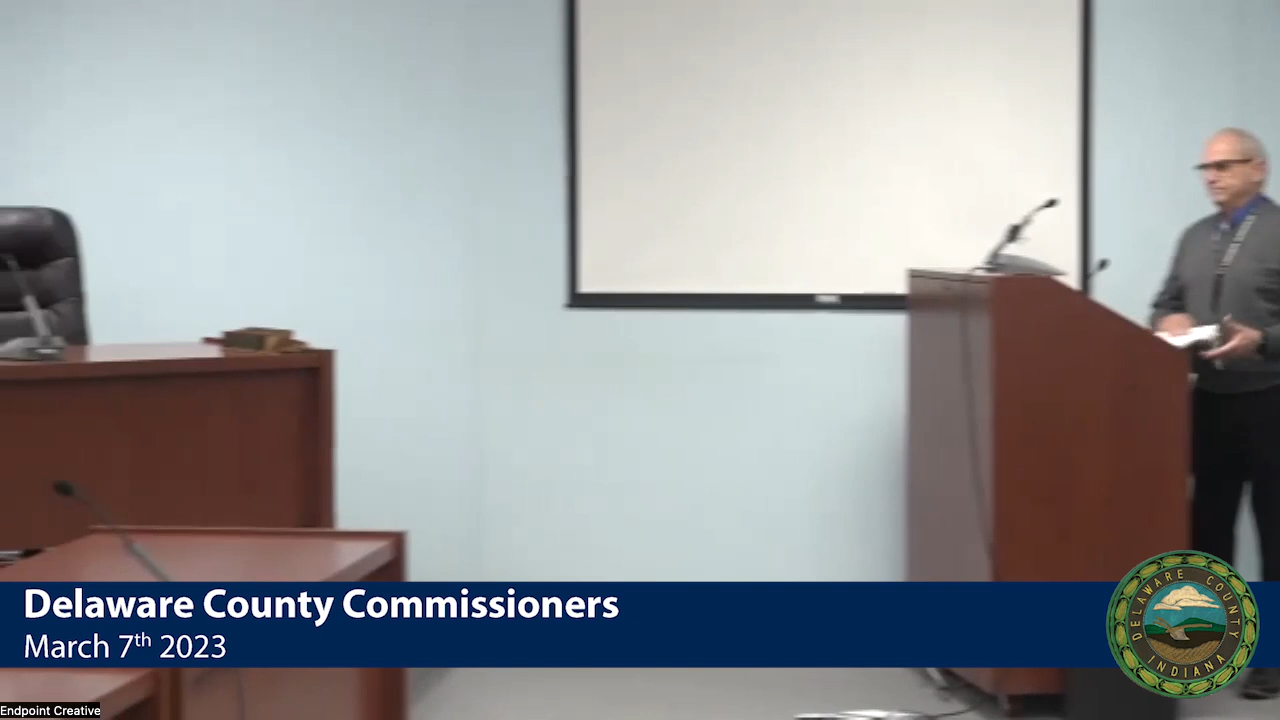 Delaware County Commissioners
March 7th 2023
DELAWARE COUNTY
INDIANA
Endpoint Creative